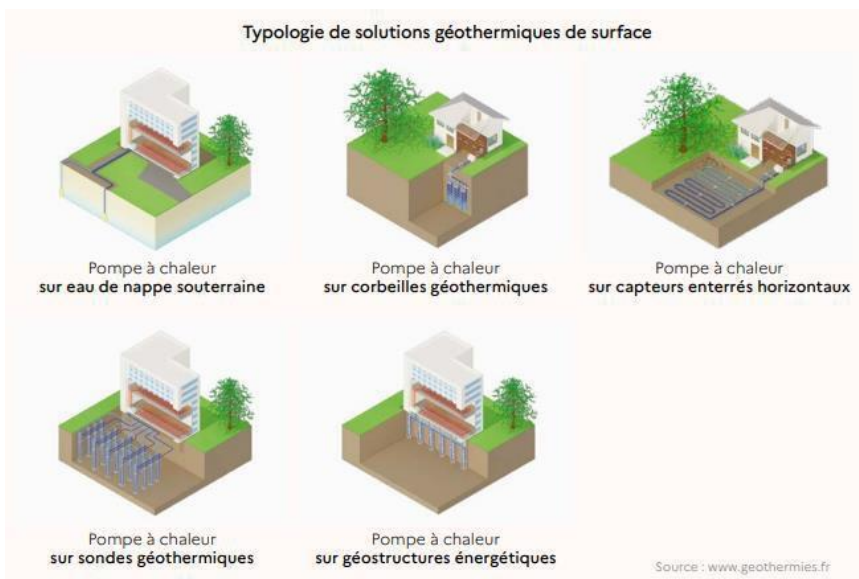 Typologie de solutions géothermiques de surface
Pompe à chaleur
sur eau de nappe souterraine
Pompe à chaleur
sur corbeilles géothermiques
Pompe à chaleur
sur capteurs enterrés horizontaux
Pompe à chaleur
sur sondes géothermiques
Pompe à chaleur
sur géostructures énergétiques
Source : www.geothermies.fr